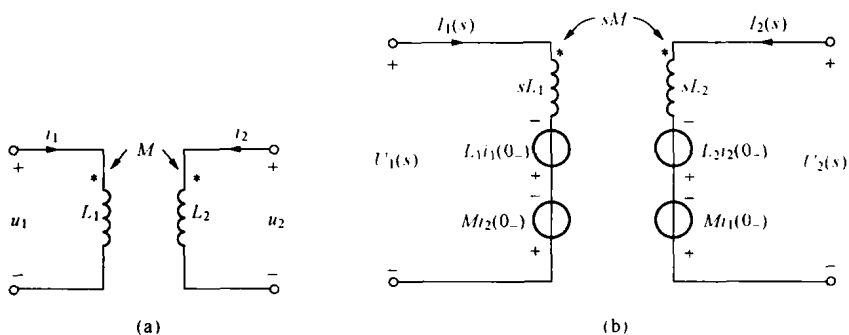 i₁
M
i₂
+
+
*
*
u₁
L₁
L₂
u₂
−
−
(a)
I₁(s)
sM
I₂(s)
+
*
*
+
sL₁
sL₂
−
−
U₁(s)
L₁i₁(0₋)
L₂i₂(0₋)
U₂(s)
+
+
−
−
Mi₂(0₋)
Mi₁(0₋)
+
+
−
−
(b)